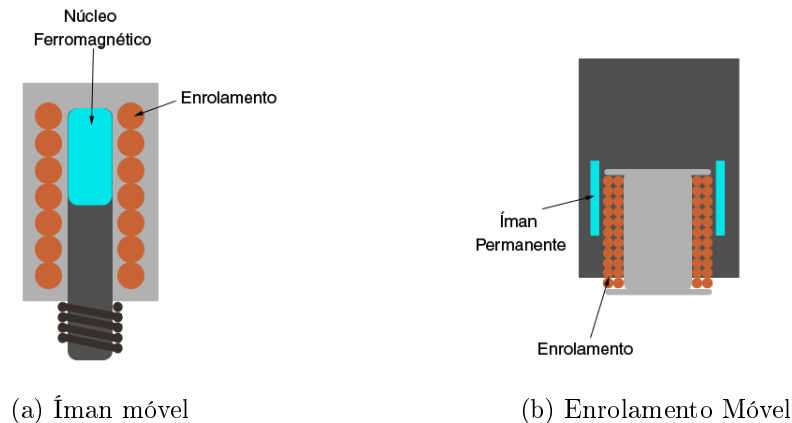 Núcleo
Ferromagnético
Enrolamento
Íman
Permanente
Enrolamento
(a) Íman móvel
(b) Enrolamento Móvel